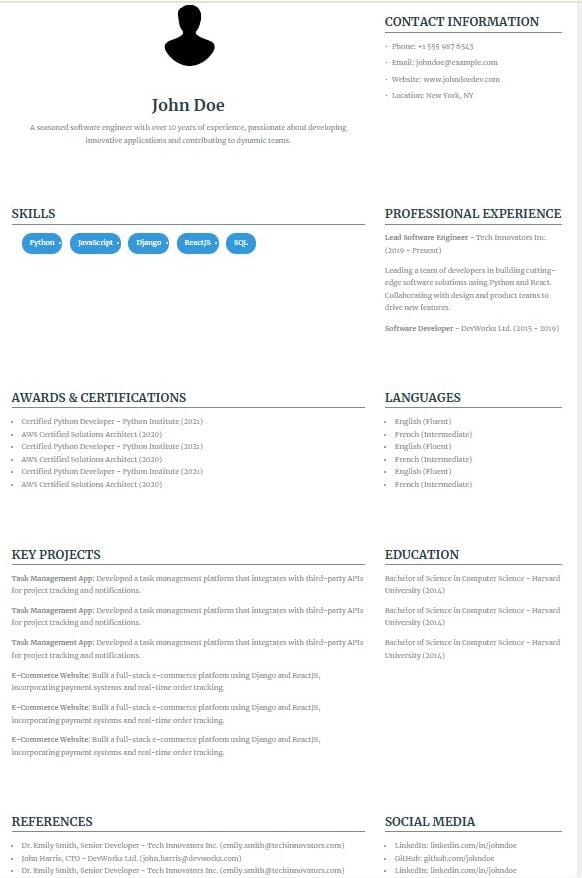 John Doe
A seasoned software engineer with over 10 years of experience, passionate about developing
innovative applications and contributing to dynamic teams.
CONTACT INFORMATION
· Phone: +1 555 987 6543
· Email: johndoe@example.com
· Website: www.johndoedev.com
· Location: New York, NY
SKILLS
Python • JavaScript • Django • ReactJS • SQL
PROFESSIONAL EXPERIENCE
Lead Software Engineer - Tech Innovators Inc.
(2019 - Present)
Leading a team of developers in building cutting-
edge software solutions using Python and React.
Collaborating with design and product teams to
drive new features.
Software Developer - DevWorks Ltd. (2015 - 2019)
AWARDS & CERTIFICATIONS
• Certified Python Developer - Python Institute (2021)
• AWS Certified Solutions Architect (2020)
• Certified Python Developer - Python Institute (2021)
• AWS Certified Solutions Architect (2020)
• Certified Python Developer - Python Institute (2021)
• AWS Certified Solutions Architect (2020)
LANGUAGES
• English (Fluent)
• French (Intermediate)
• English (Fluent)
• French (Intermediate)
• English (Fluent)
• French (Intermediate)
KEY PROJECTS
Task Management App: Developed a task management platform that integrates with third-party APIs
for project tracking and notifications.
Task Management App: Developed a task management platform that integrates with third-party APIs
for project tracking and notifications.
Task Management App: Developed a task management platform that integrates with third-party APIs
for project tracking and notifications.
E-Commerce Website: Built a full-stack e-commerce platform using Django and ReactJS,
incorporating payment systems and real-time order tracking.
E-Commerce Website: Built a full-stack e-commerce platform using Django and ReactJS,
incorporating payment systems and real-time order tracking.
E-Commerce Website: Built a full-stack e-commerce platform using Django and ReactJS,
incorporating payment systems and real-time order tracking.
EDUCATION
Bachelor of Science in Computer Science - Harvard
University (2014)
Bachelor of Science in Computer Science - Harvard
University (2014)
Bachelor of Science in Computer Science - Harvard
University (2014)
REFERENCES
• Dr. Emily Smith, Senior Developer - Tech Innovators Inc. (emily.smith@techinnovators.com)
• John Harris, CTO - DevWorks Ltd. (john.harris@devworks.com)
• Dr. Emily Smith, Senior Developer - Tech Innovators Inc. (emily.smith@techinnovators.com)
SOCIAL MEDIA
• LinkedIn: linkedin.com/in/johndoe
• GitHub: github.com/johndoe
• LinkedIn: linkedin.com/in/johndoe